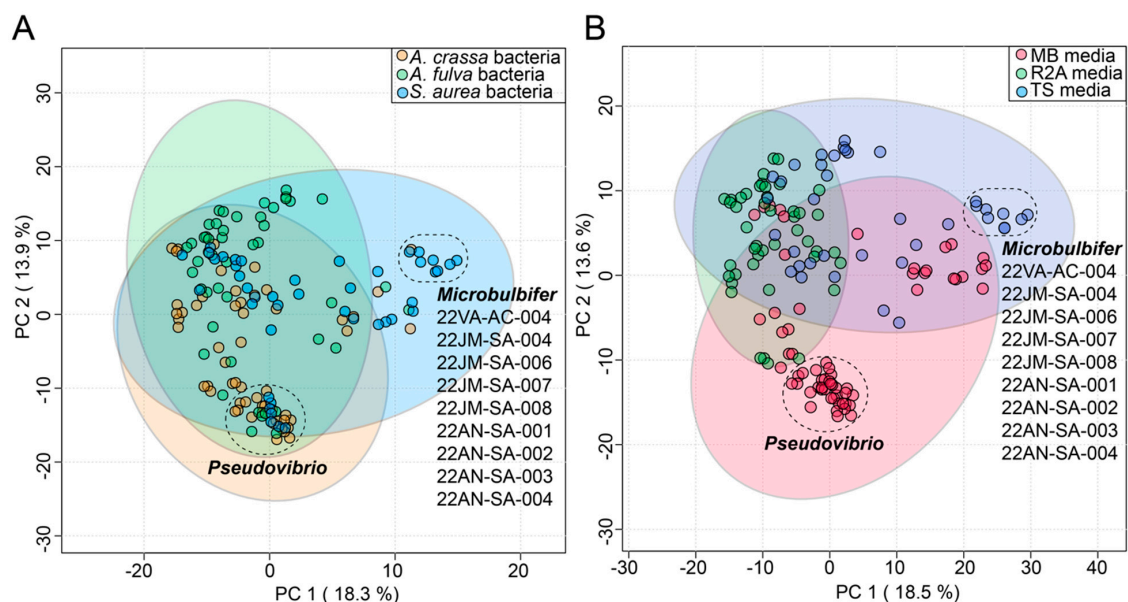 A
A. crassa bacteria
A. fulva bacteria
S. aurea bacteria
PC 2 ( 13.9 %)
30
20
10
0
-10
-20
-30
Microbulbifer
22VA-AC-004
22JM-SA-004
22JM-SA-006
22JM-SA-007
22JM-SA-008
22AN-SA-001
22AN-SA-002
22AN-SA-003
22AN-SA-004
Pseudovibrio
-20
0
10
20
PC 1 ( 18.3 %)
B
MB media
R2A media
TS media
PC 2 ( 13.6 %)
20
10
0
-10
-20
-30
Microbulbifer
22VA-AC-004
22JM-SA-004
22JM-SA-006
22JM-SA-007
22JM-SA-008
22AN-SA-001
22AN-SA-002
22AN-SA-003
22AN-SA-004
Pseudovibrio
-30
-20
-10
0
10
20
30
40
PC 1 ( 18.5 %)